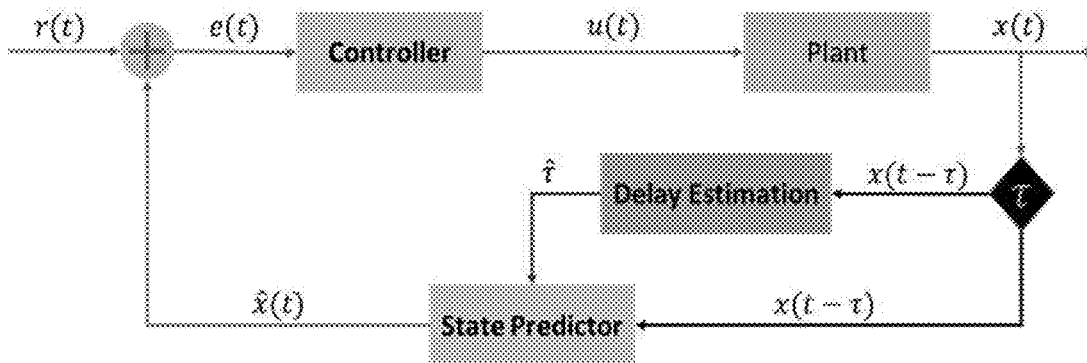 r(t) e(t) Controller u(t) Plant x(t)
τ̂ Delay Estimation x(t − τ) τ
x̂(t) State Predictor x(t − τ)